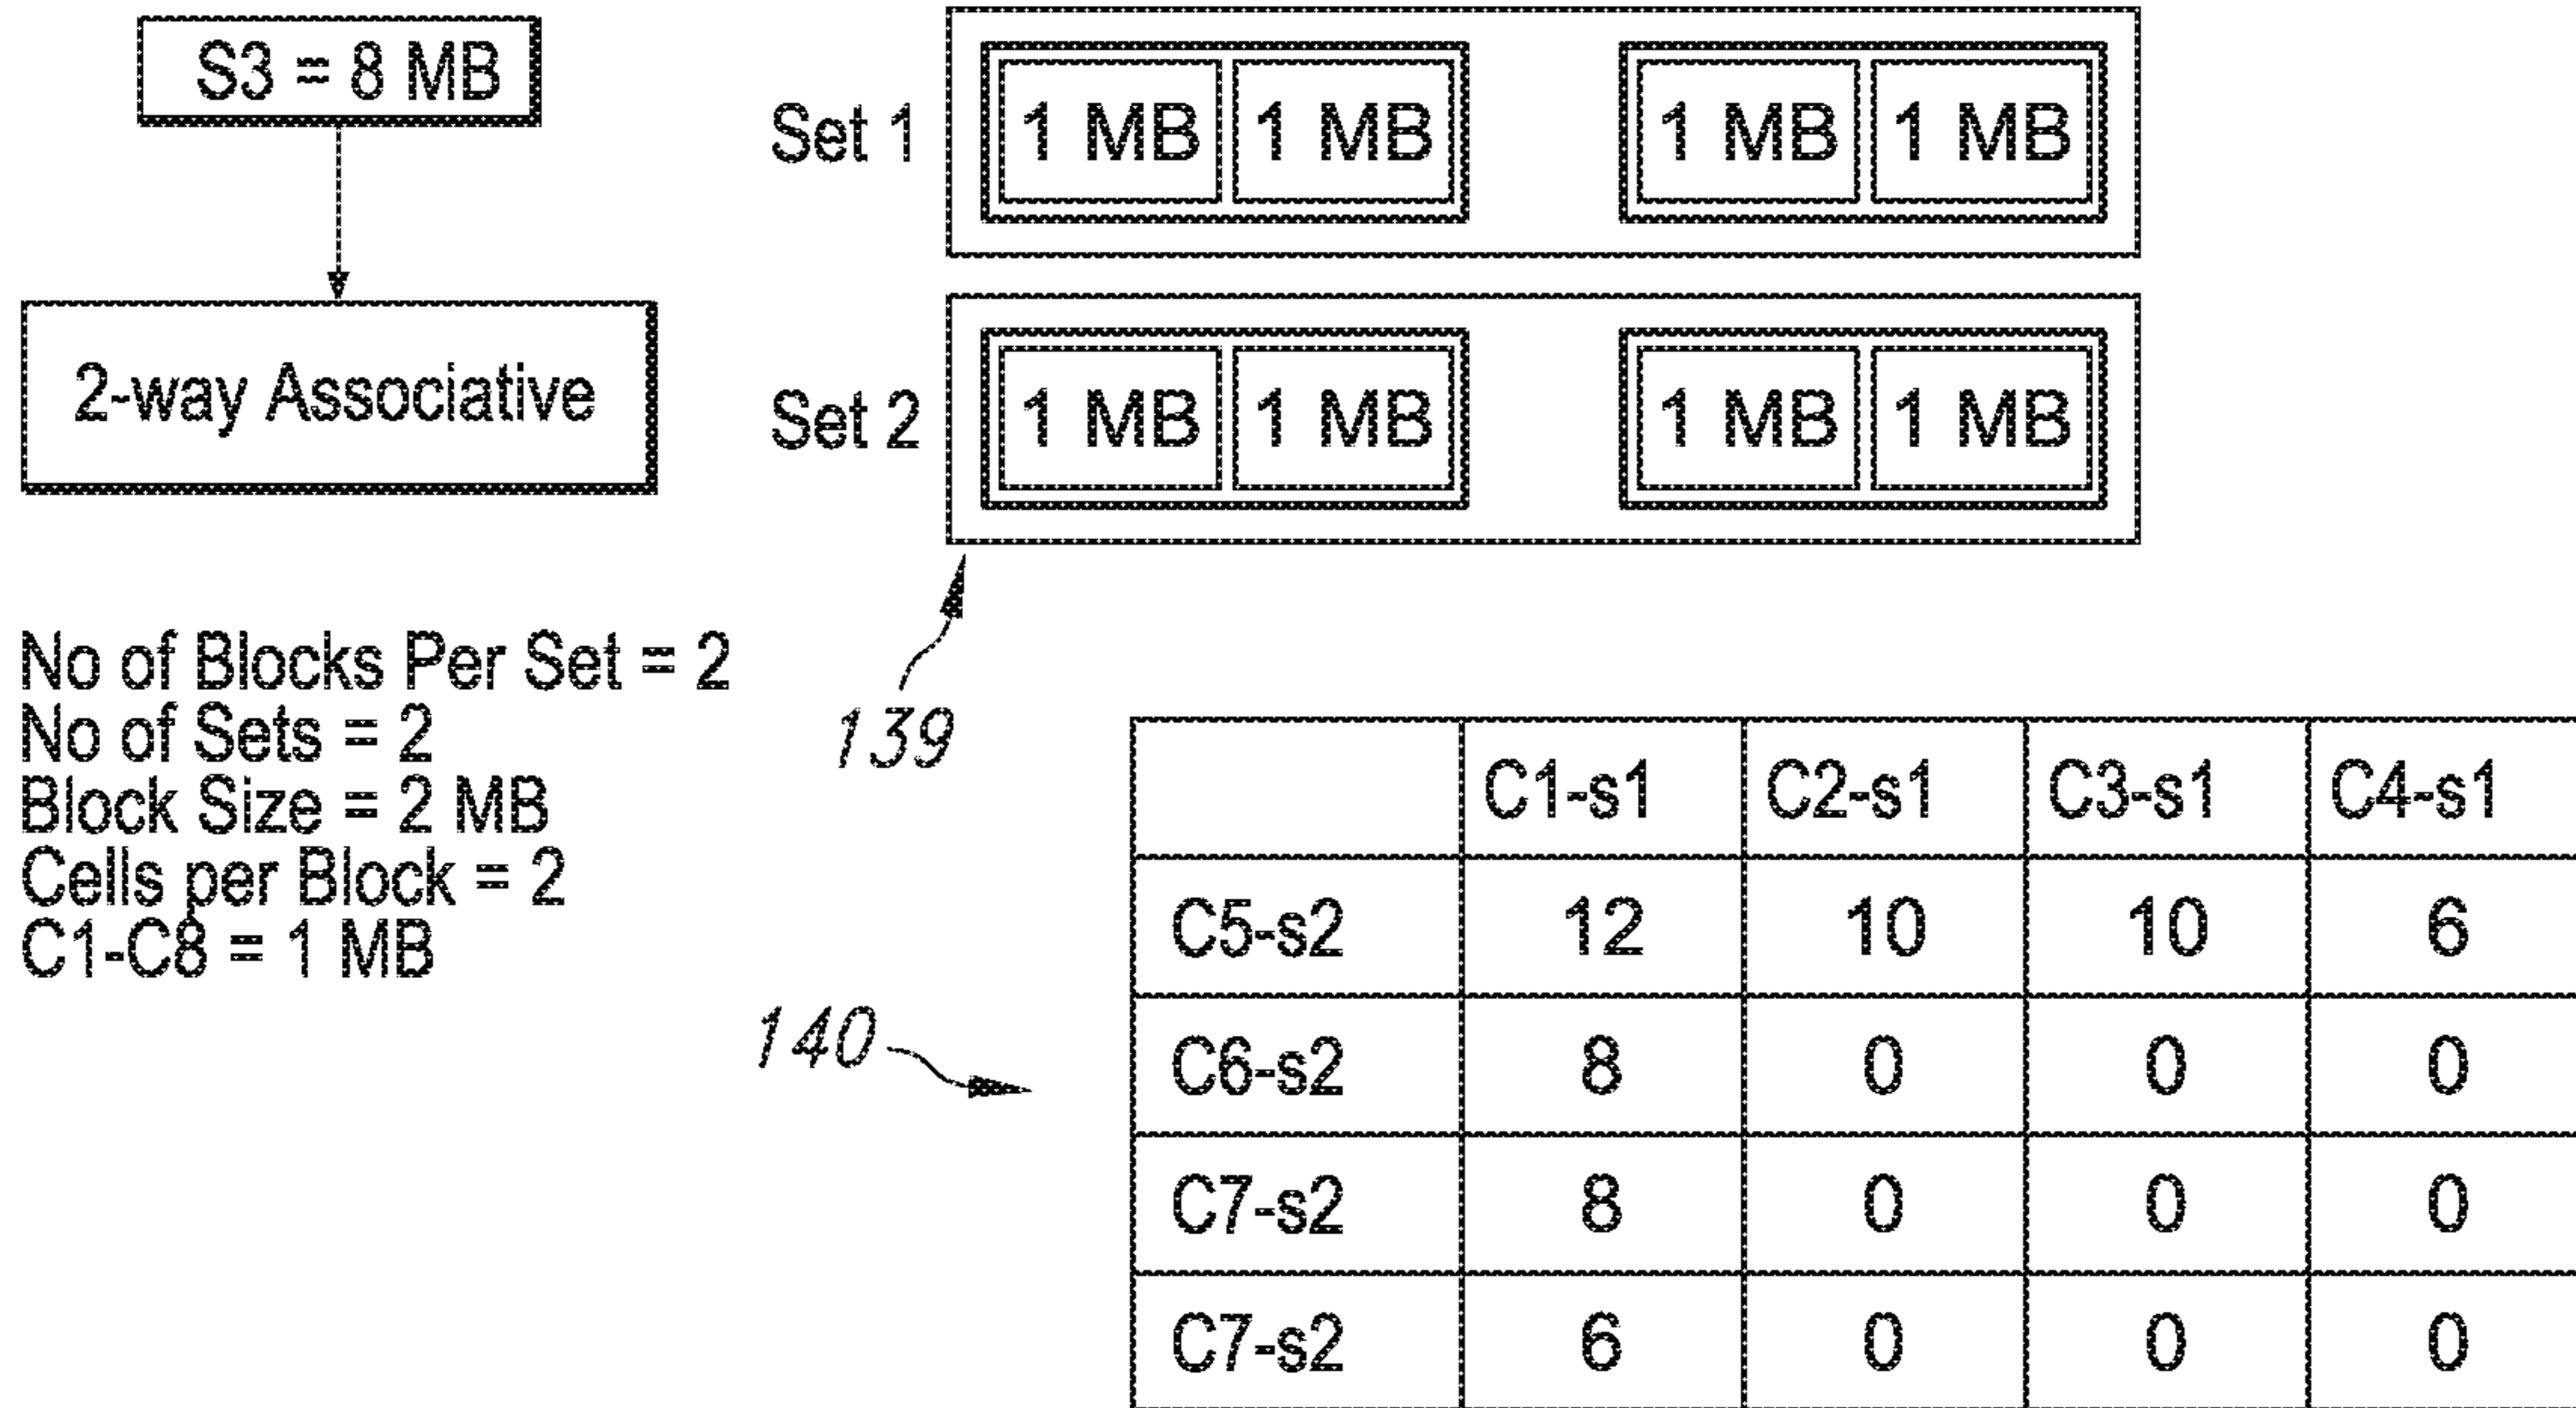 S3 = 8 MB
2-way Associative
Set 1
1 MB 1 MB 1 MB 1 MB
Set 2
1 MB 1 MB 1 MB 1 MB
139
No of Blocks Per Set = 2
No of Sets = 2
Block Size = 2 MB
Cells per Block = 2
C1-C8 = 1 MB
140
C1-s1 C2-s1 C3-s1 C4-s1
C5-s2 12 10 10 6
C6-s2 8 0 0 0
C7-s2 8 0 0 0
C7-s2 6 0 0 0